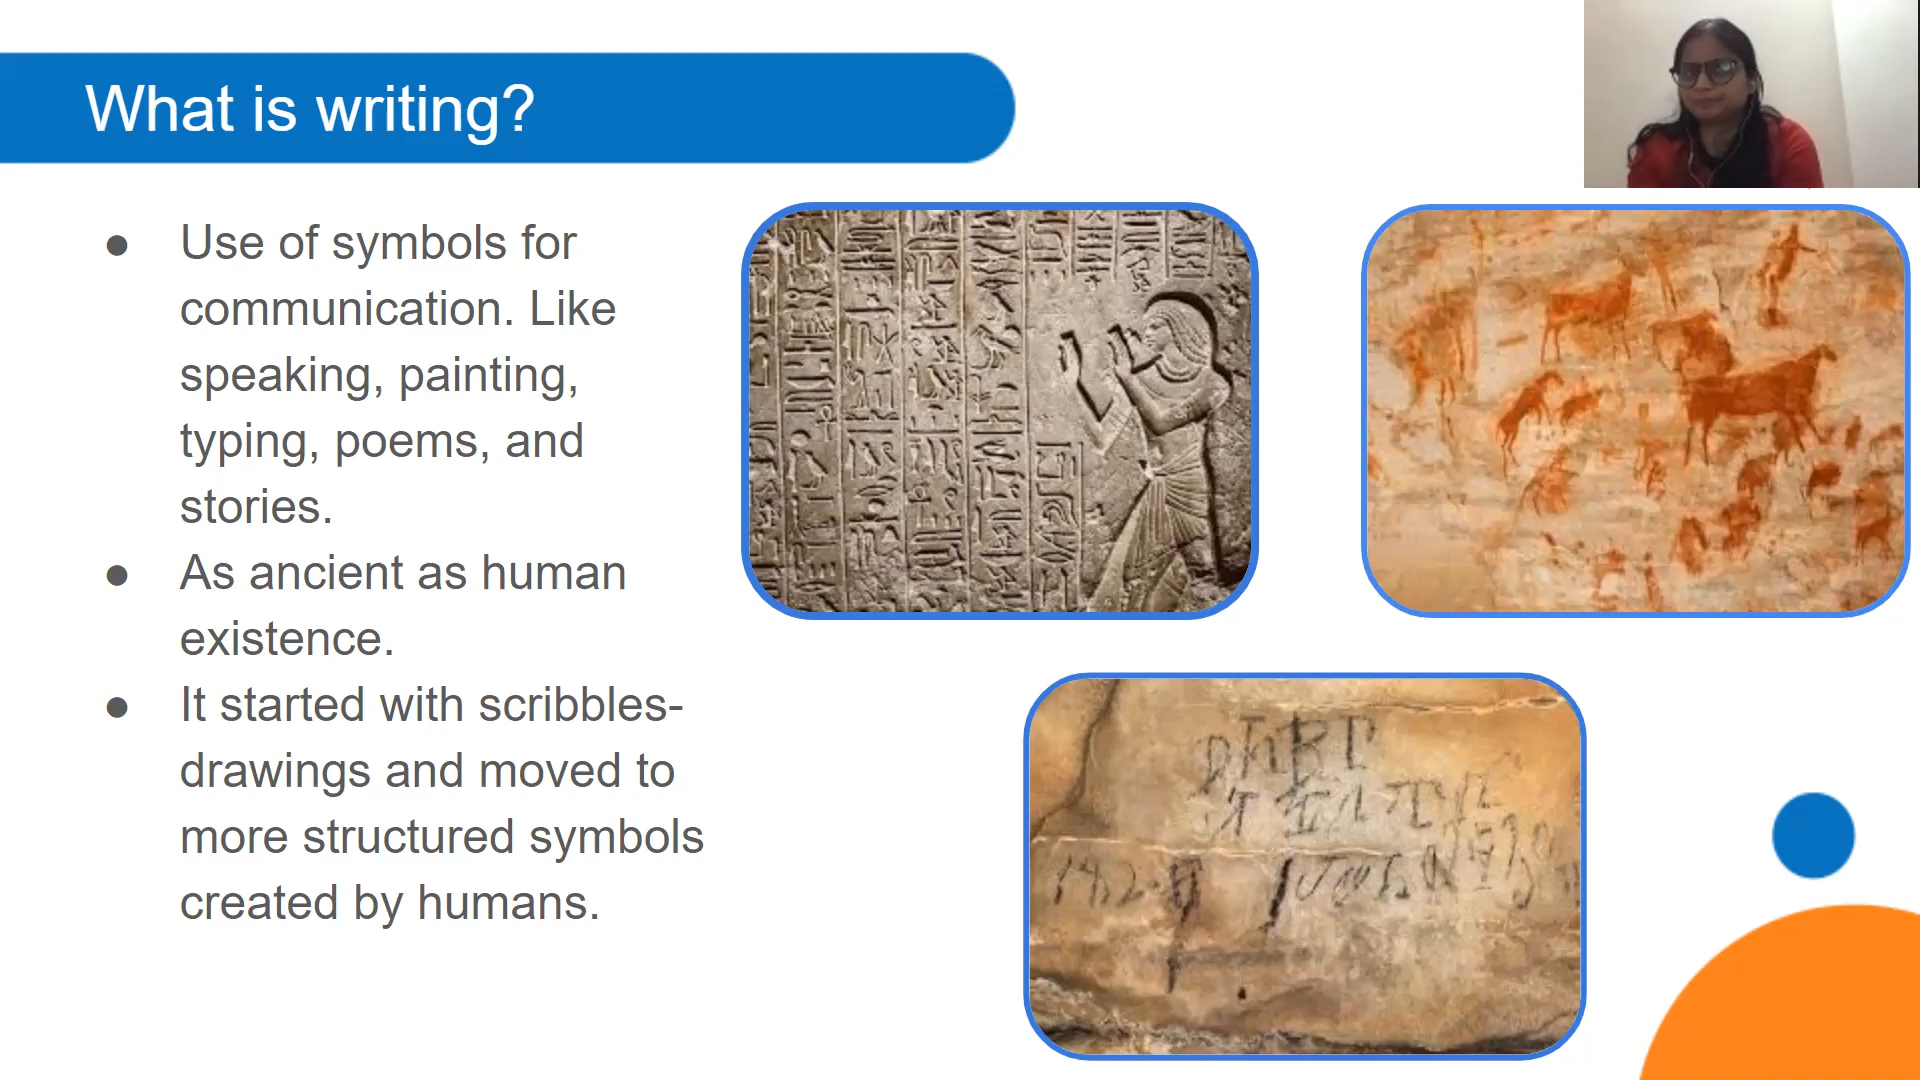 What is writing?
● Use of symbols for
communication. Like
speaking, painting,
typing, poems, and
stories.
● As ancient as human
existence.
● It started with scribbles-
drawings and moved to
more structured symbols
created by humans.